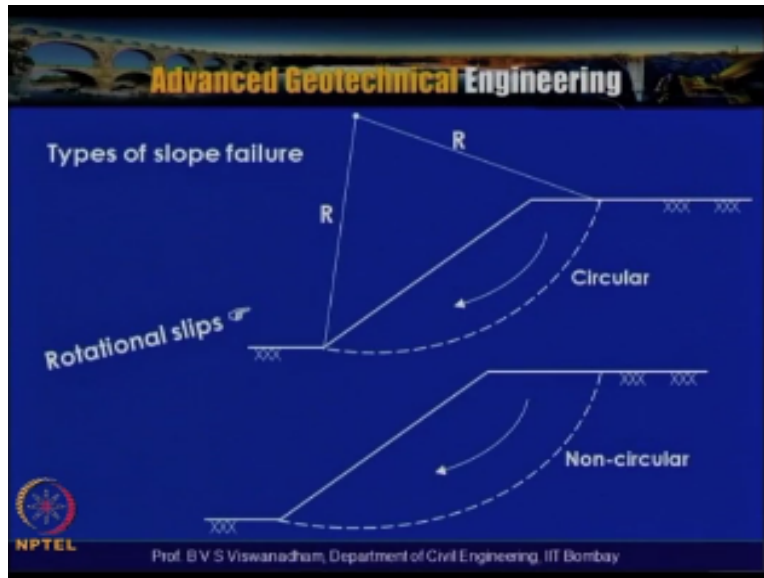 Advanced Geotechnical Engineering
Types of slope failure
R
R
Circular
Rotational slips ☞
Non-circular
NPTEL
Prof. B V S Viswanadham, Department of Civil Engineering, IIT Bombay